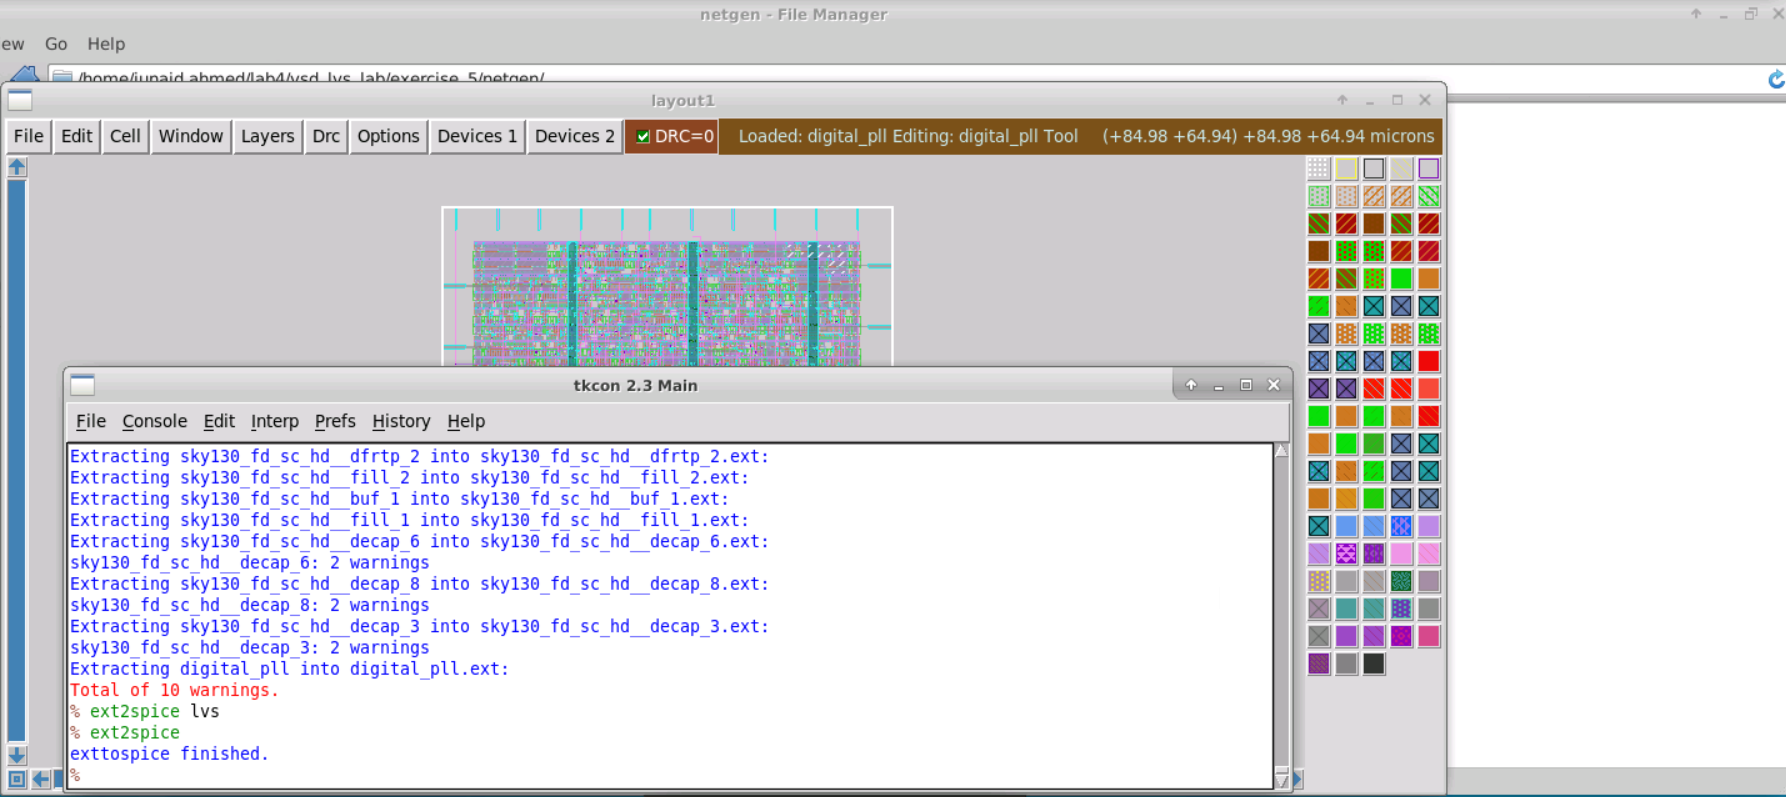 netgen - File Manager
ew Go Help
/home/junaid.ahmed/lab4/vsd_lvs_lab/exercise_5/netgen/
layout1
File Edit Cell Window Layers Drc Options Devices 1 Devices 2 DRC=0 Loaded: digital_pll Editing: digital_pll Tool (+84.98 +64.94) +84.98 +64.94 microns
tkcon 2.3 Main
File Console Edit Interp Prefs History Help
Extracting sky130_fd_sc_hd__dfrtp_2 into sky130_fd_sc_hd__dfrtp_2.ext:
Extracting sky130_fd_sc_hd__fill_2 into sky130_fd_sc_hd__fill_2.ext:
Extracting sky130_fd_sc_hd__buf_1 into sky130_fd_sc_hd__buf_1.ext:
Extracting sky130_fd_sc_hd__fill_1 into sky130_fd_sc_hd__fill_1.ext:
Extracting sky130_fd_sc_hd__decap_6 into sky130_fd_sc_hd__decap_6.ext:
sky130_fd_sc_hd__decap_6: 2 warnings
Extracting sky130_fd_sc_hd__decap_8 into sky130_fd_sc_hd__decap_8.ext:
sky130_fd_sc_hd__decap_8: 2 warnings
Extracting sky130_fd_sc_hd__decap_3 into sky130_fd_sc_hd__decap_3.ext:
sky130_fd_sc_hd__decap_3: 2 warnings
Extracting digital_pll into digital_pll.ext:
Total of 10 warnings.
% ext2spice lvs
% ext2spice
exttospice finished.
%